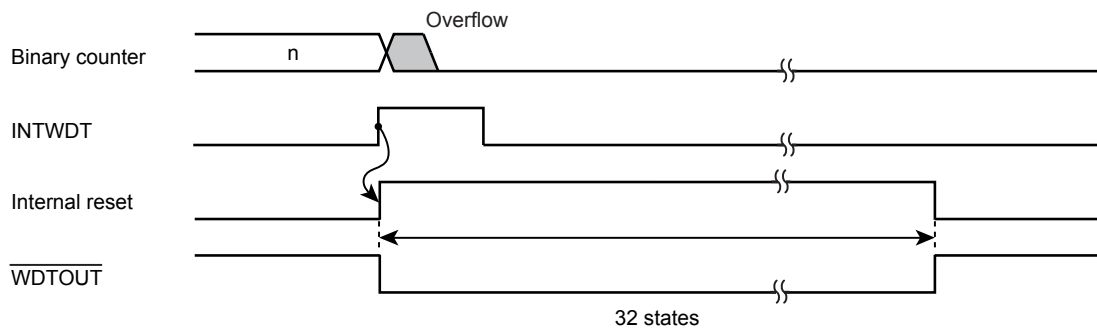 Overflow
Binary counter
n
INTWDT
Internal reset
WDTOUT
32 states